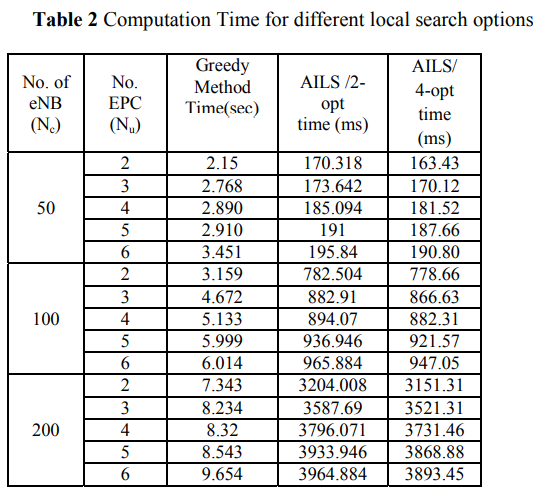 Table 2 Computation Time for different local search options
No. of eNB (Nc) | No. EPC (Nu) | Greedy Method Time(sec) | AILS /2-opt time (ms) | AILS/ 4-opt time (ms)
50 | 2 | 2.15 | 170.318 | 163.43
3 | 2.768 | 173.642 | 170.12
4 | 2.890 | 185.094 | 181.52
5 | 2.910 | 191 | 187.66
6 | 3.451 | 195.84 | 190.80
100 | 2 | 3.159 | 782.504 | 778.66
3 | 4.672 | 882.91 | 866.63
4 | 5.133 | 894.07 | 882.31
5 | 5.999 | 936.946 | 921.57
6 | 6.014 | 965.884 | 947.05
200 | 2 | 7.343 | 3204.008 | 3151.31
3 | 8.234 | 3587.69 | 3521.31
4 | 8.32 | 3796.071 | 3731.46
5 | 8.543 | 3933.946 | 3868.88
6 | 9.654 | 3964.884 | 3893.45